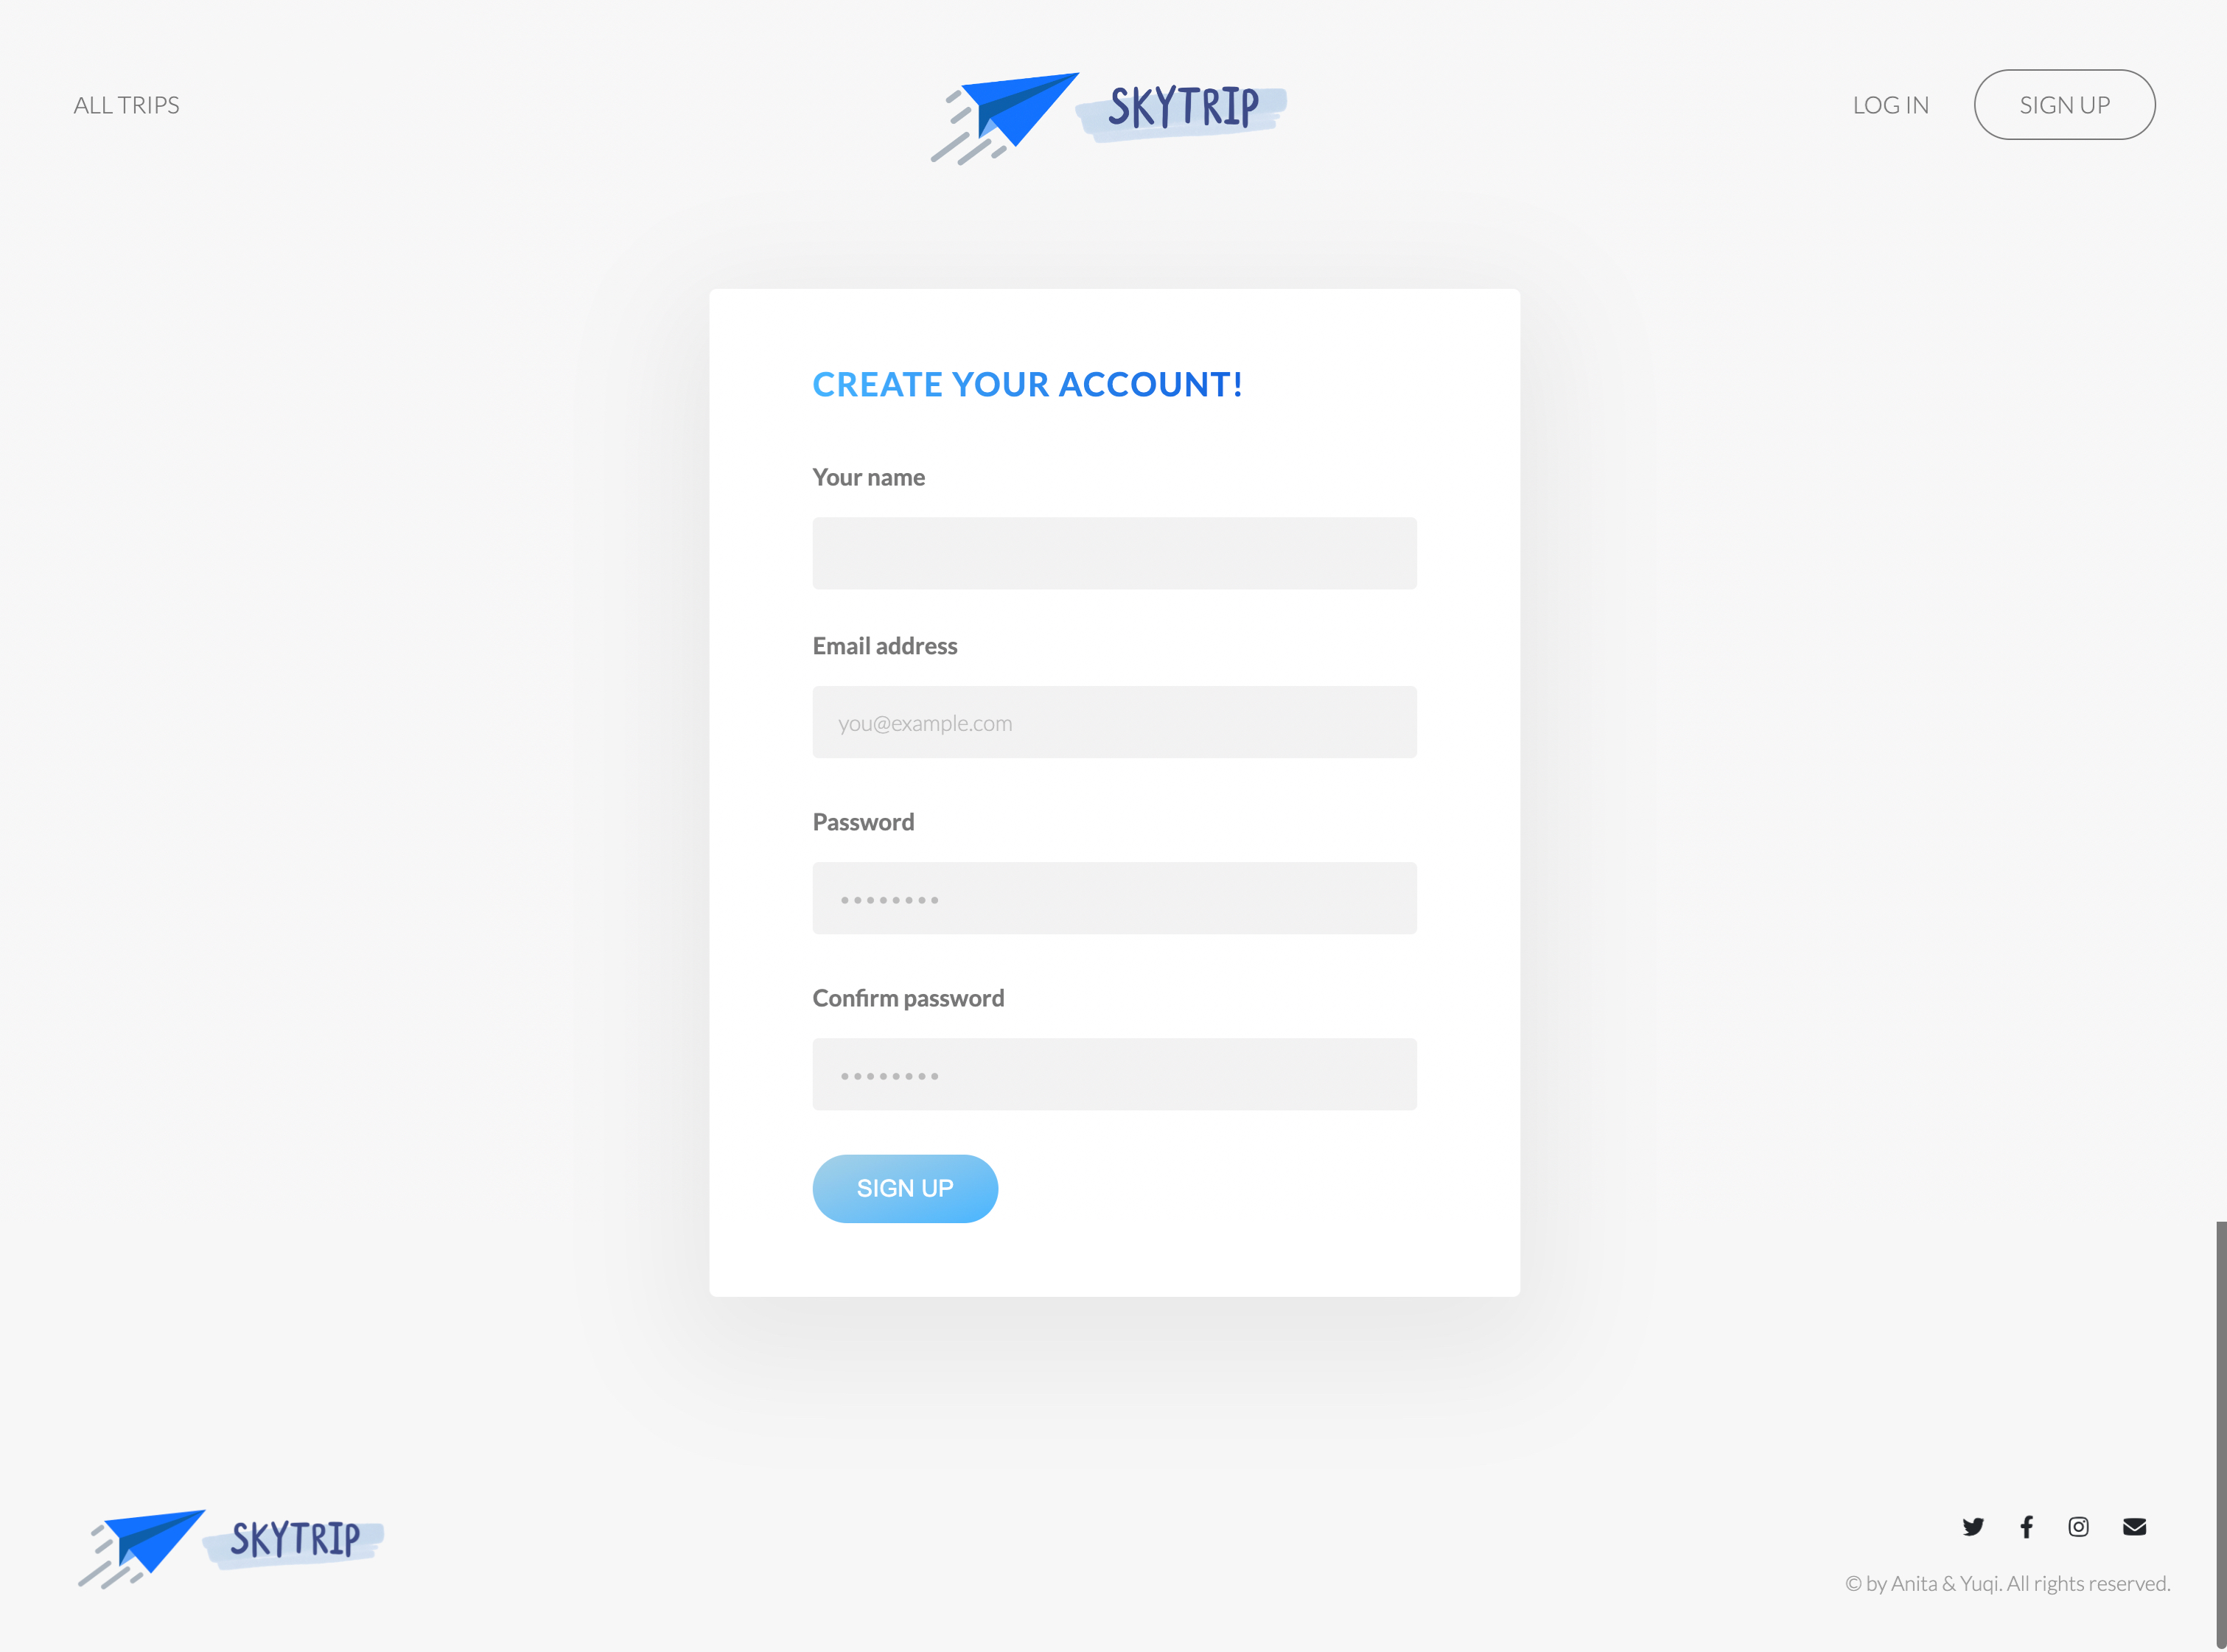 ALL TRIPS
SKYTRIP
LOG IN
SIGN UP
CREATE YOUR ACCOUNT!
Your name
Email address
you@example.com
Password
••••••••
Confirm password
••••••••
SIGN UP
SKYTRIP
© by Anita & Yuqi. All rights reserved.